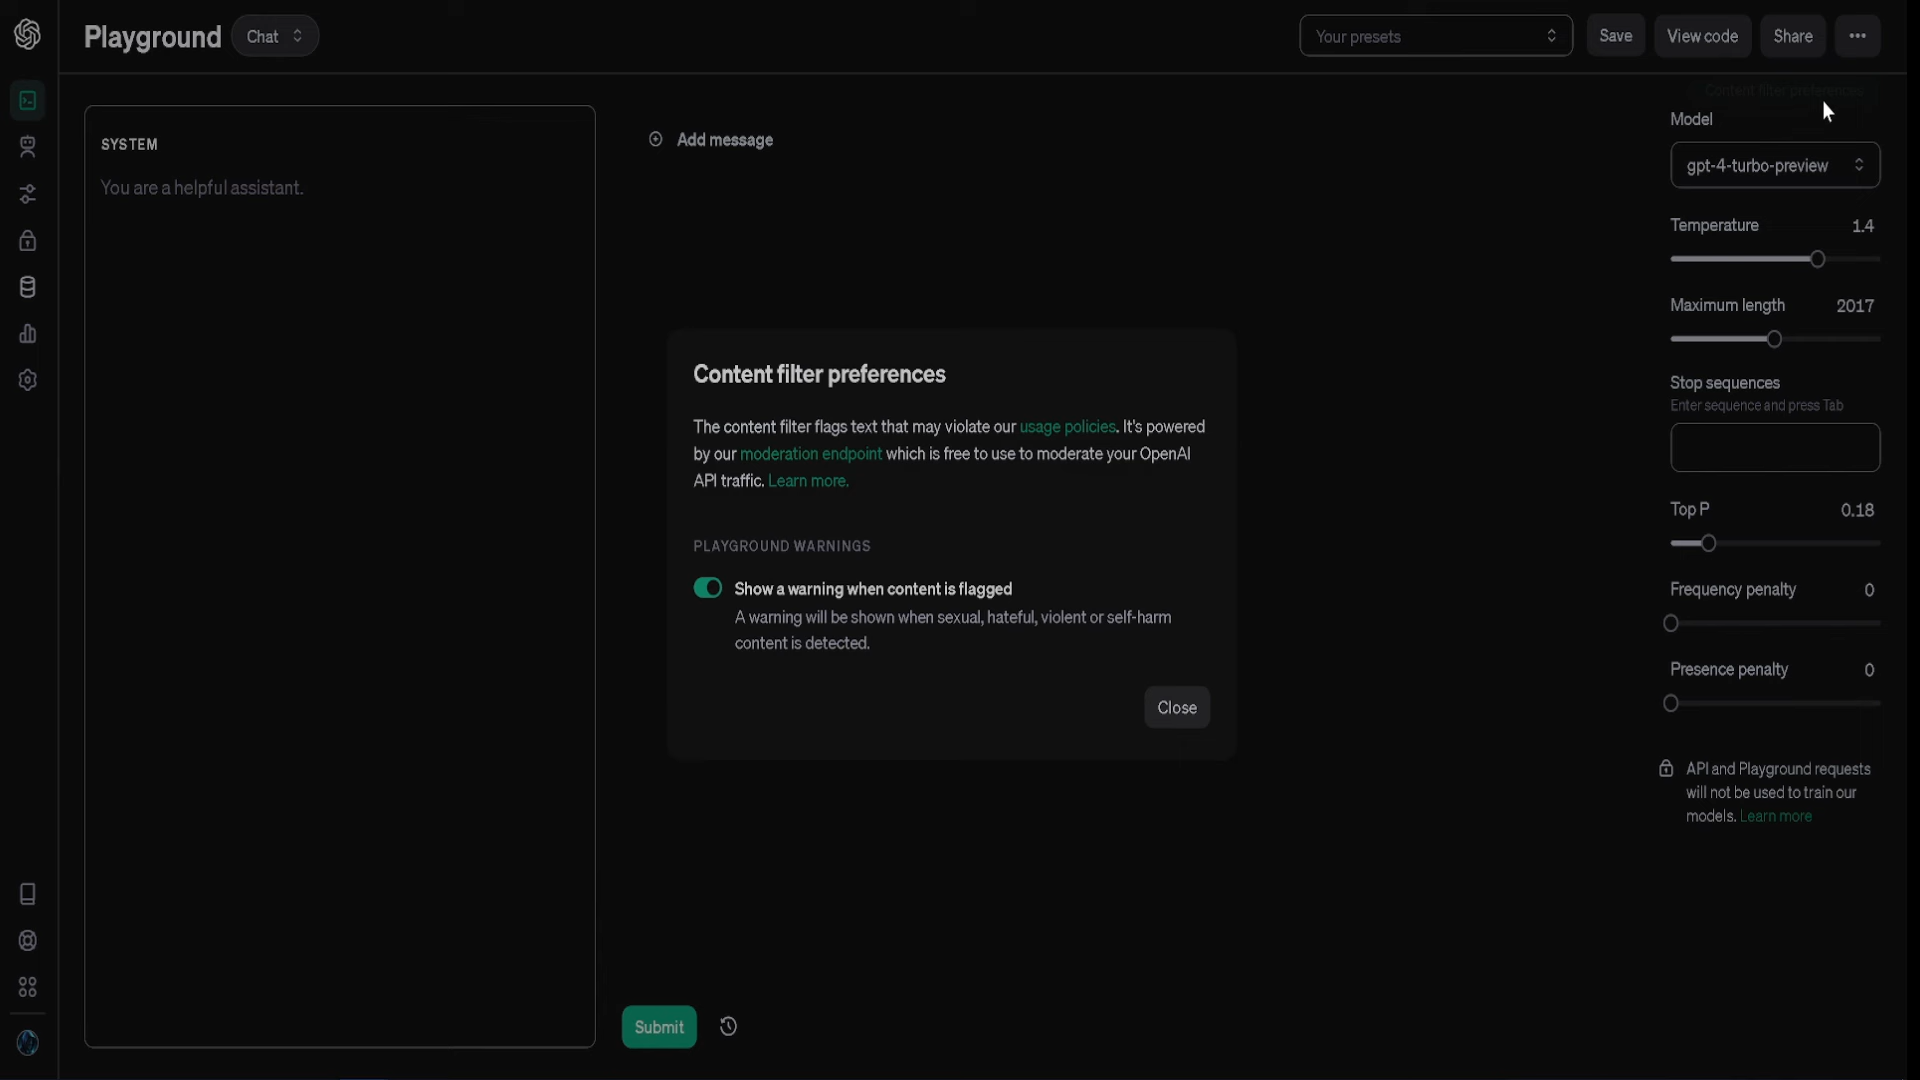 Playground
Chat
Your presets
Save
View code
Share
Content filter preferences
SYSTEM
You are a helpful assistant.
Add message
Model
gpt-4-turbo-preview
Temperature 1.4
Maximum length 2017
Stop sequences
Enter sequence and press Tab
Top P 0.18
Frequency penalty 0
Presence penalty 0
API and Playground requests
will not be used to train our
models. Learn more
Content filter preferences
The content filter flags text that may violate our usage policies. It's powered
by our moderation endpoint which is free to use to moderate your OpenAI
API traffic. Learn more.
PLAYGROUND WARNINGS
Show a warning when content is flagged
A warning will be shown when sexual, hateful, violent or self-harm
content is detected.
Close
Submit